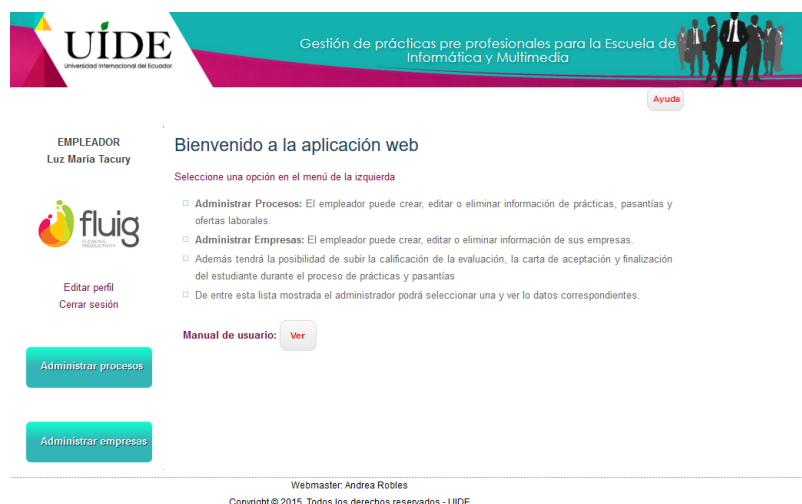 UÍDE
Universidad Internacional del Ecuador
Gestión de prácticas pre profesionales para la Escuela de
Informática y Multimedia
Ayuda
EMPLEADOR
Luz Maria Tacury
fluig
FLOWING
PRODUCTIVITY
Editar perfil
Cerrar sesión
Administrar procesos
Administrar empresas
Bienvenido a la aplicación web
Seleccione una opción en el menú de la izquierda
Administrar Procesos: El empleador puede crear, editar o eliminar información de prácticas, pasantías y
ofertas laborales.
Administrar Empresas: El empleador puede crear, editar o eliminar información de sus empresas.
Además tendrá la posibilidad de subir la calificación de la evaluación, la carta de aceptación y finalización
del estudiante durante el proceso de prácticas y pasantías
De entre esta lista mostrada el administrador podrá seleccionar una y ver lo datos correspondientes.
Manual de usuario: Ver
Webmaster: Andrea Robles
Copyright © 2015. Todos los derechos reservados - UIDE